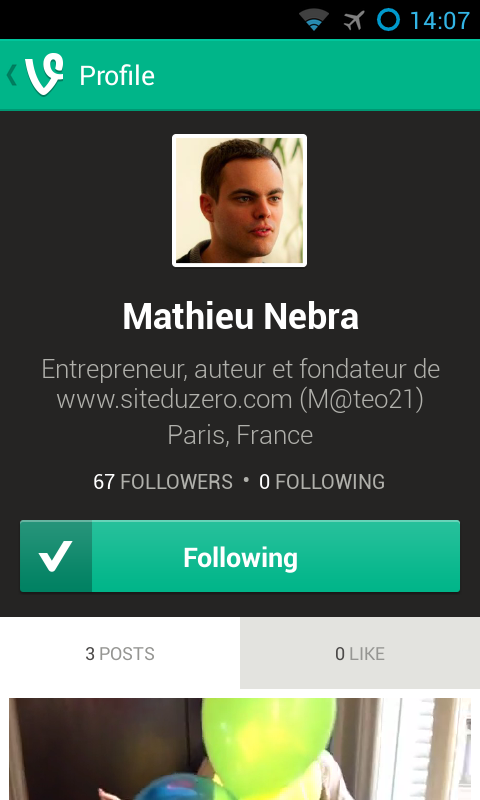 14:07
Profile
Mathieu Nebra
Entrepreneur, auteur et fondateur de
www.siteduzero.com (M@teo21)
Paris, France
67 FOLLOWERS • 0 FOLLOWING
Following
3 POSTS
0 LIKE